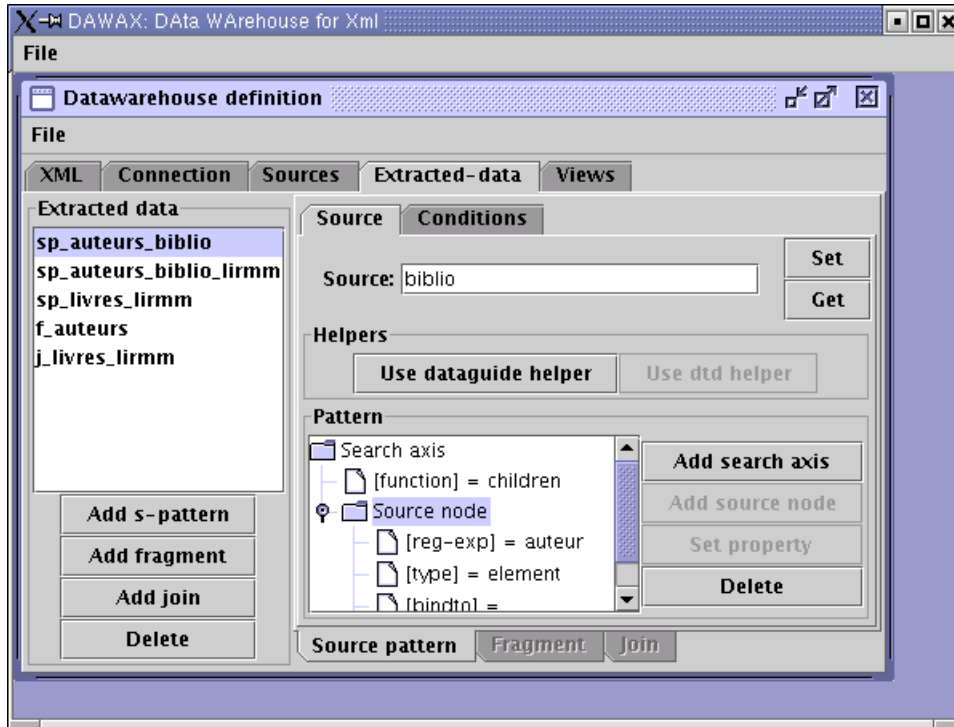 DAWAX: DAta WArehouse for Xml
File
Datawarehouse definition
File
XML Connection Sources Extracted-data Views
Extracted data
sp_auteurs_biblio
sp_auteurs_biblio_lirmm
sp_livres_lirmm
f_auteurs
j_livres_lirmm
Add s-pattern
Add fragment
Add join
Delete
Source Conditions
Source: biblio
Set
Get
Helpers
Use dataguide helper Use dtd helper
Pattern
Search axis
[function] = children
Source node
[reg-exp] = auteur
[type] = element
[bindto] =
Add search axis
Add source node
Set property
Delete
Source pattern Fragment Join